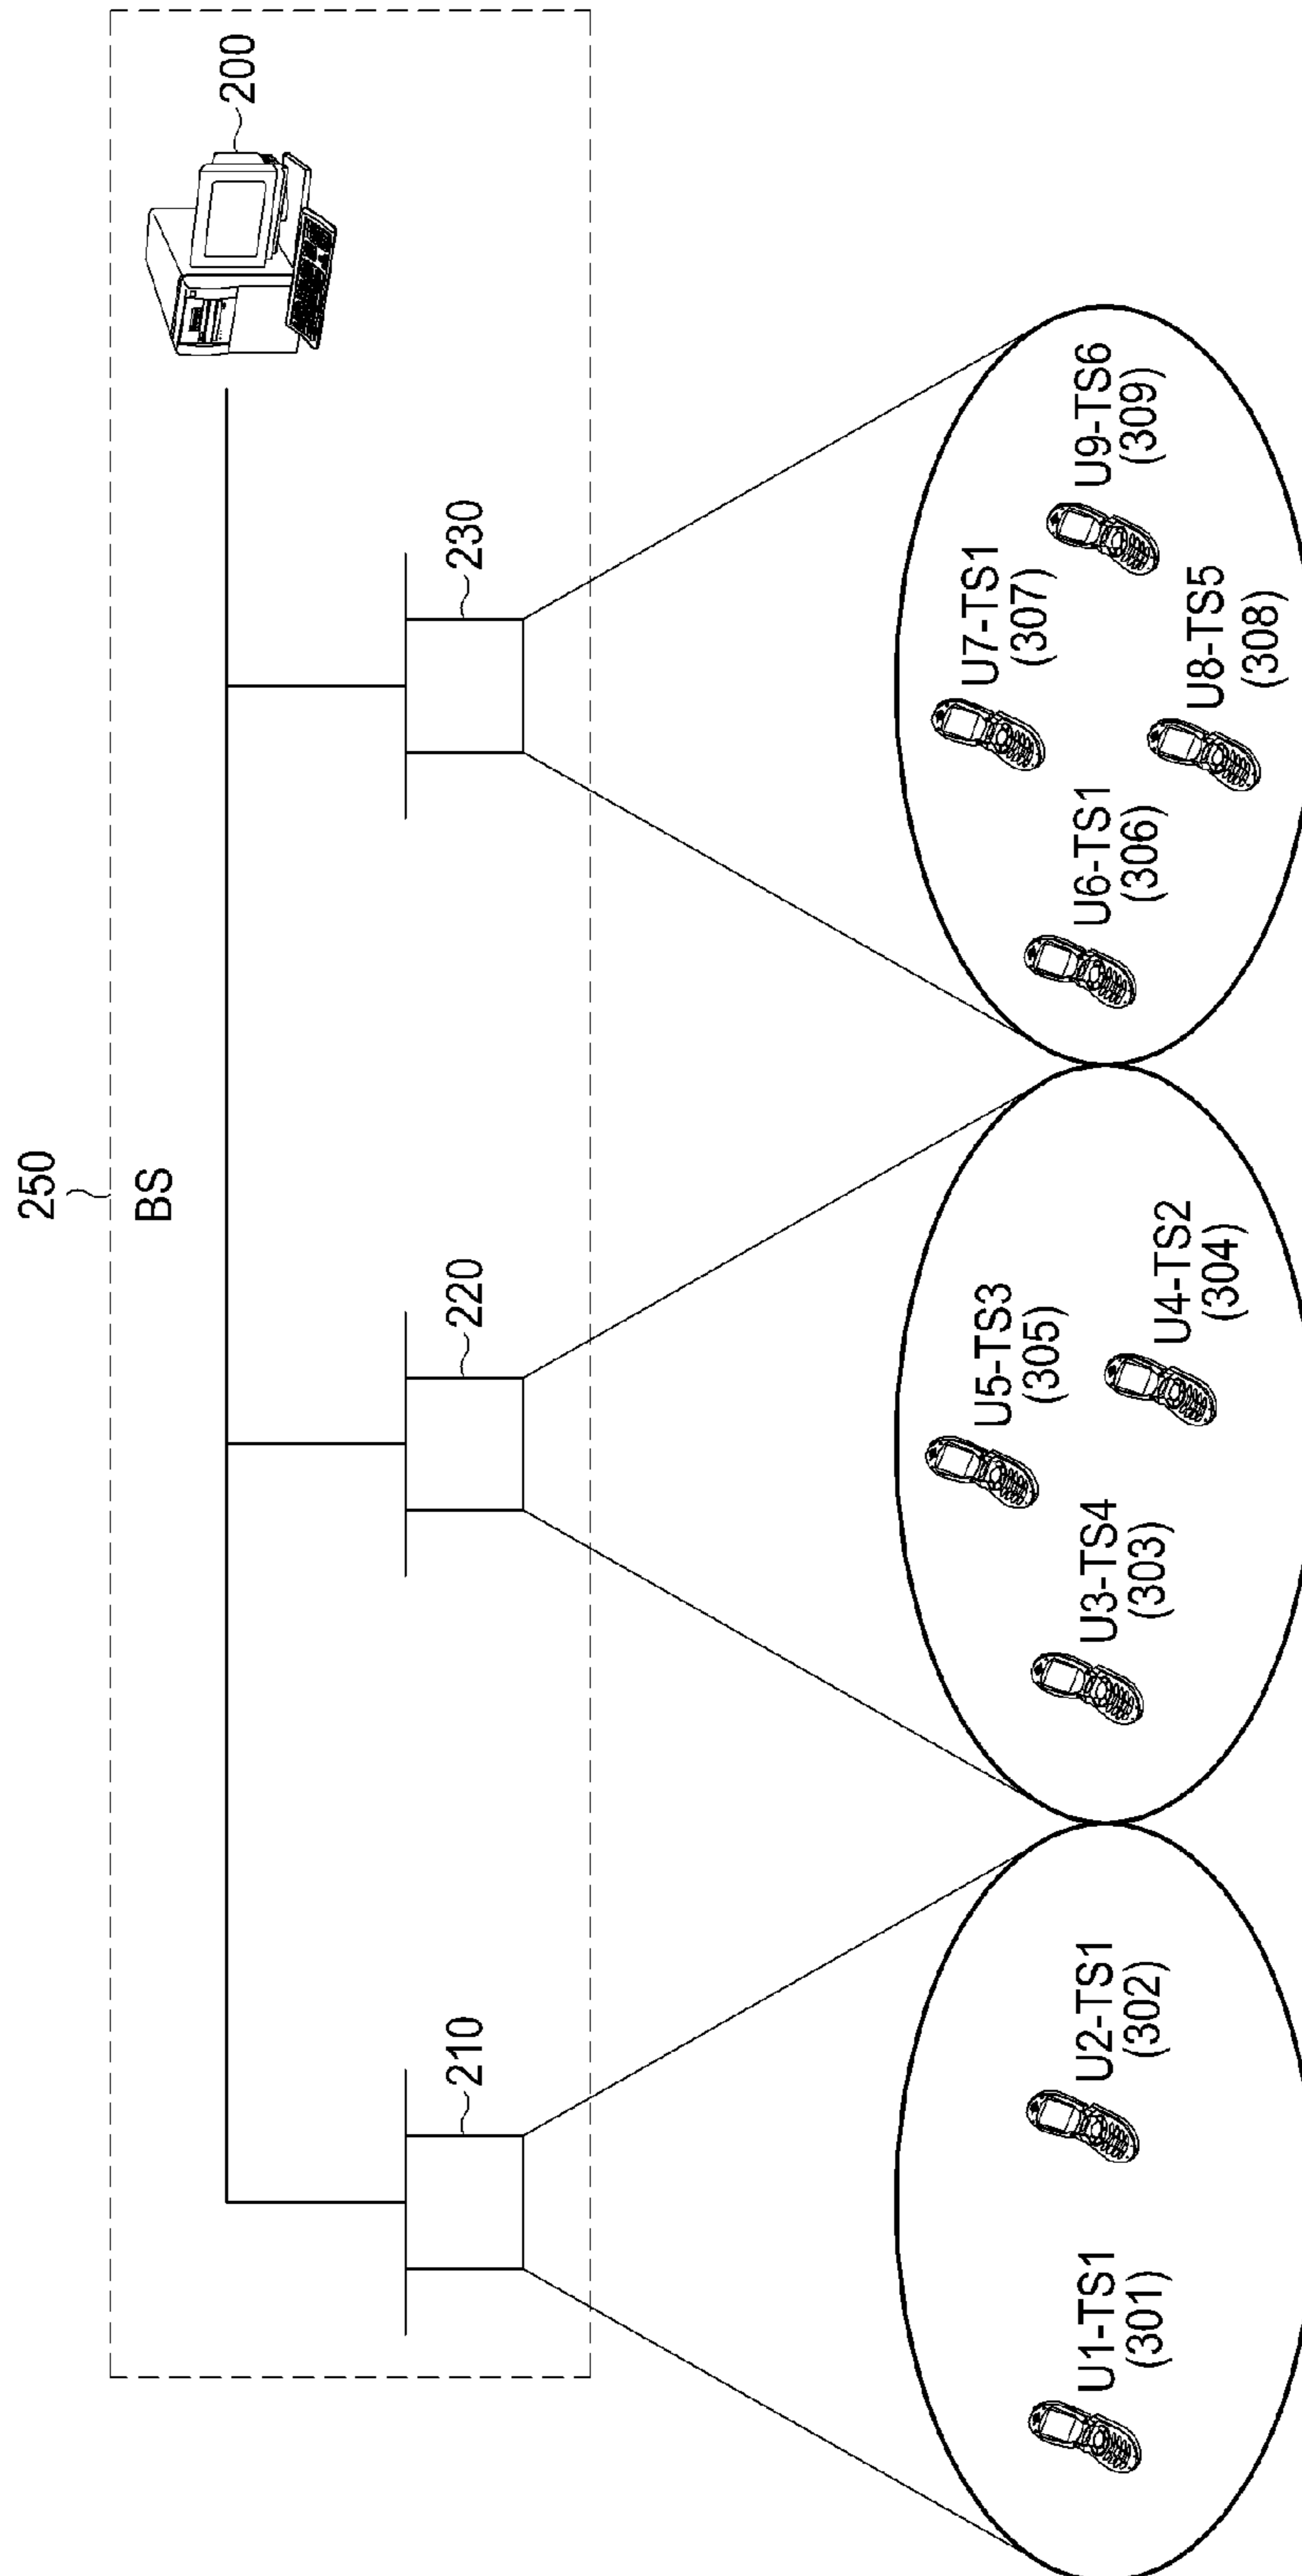 250
BS
200
210
220
230
U1-TS1
(301)
U2-TS1
(302)
U3-TS4
(303)
U5-TS3
(305)
U4-TS2
(304)
U6-TS1
(306)
U7-TS1
(307)
U8-TS5
(308)
U9-TS6
(309)